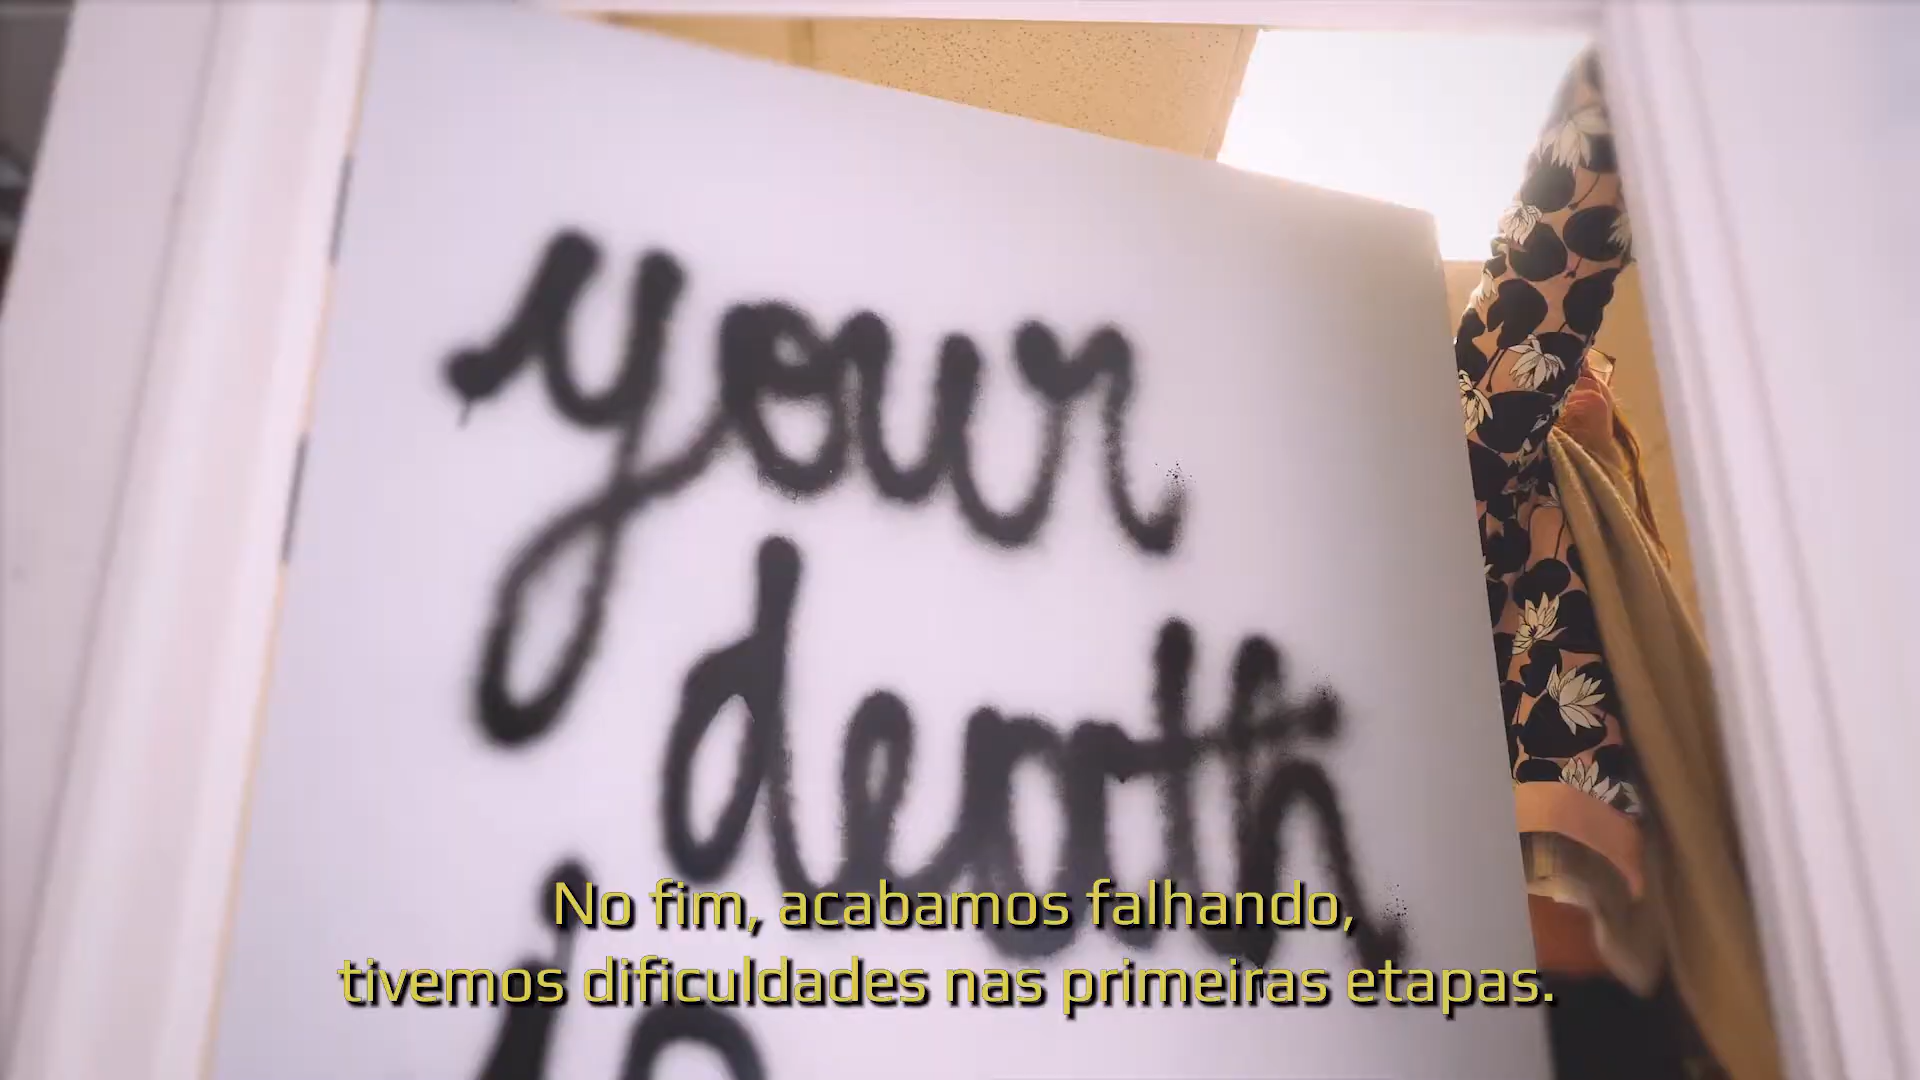 your
death
No fim, acabamos falhando,
tivemos dificuldades nas primeiras etapas.